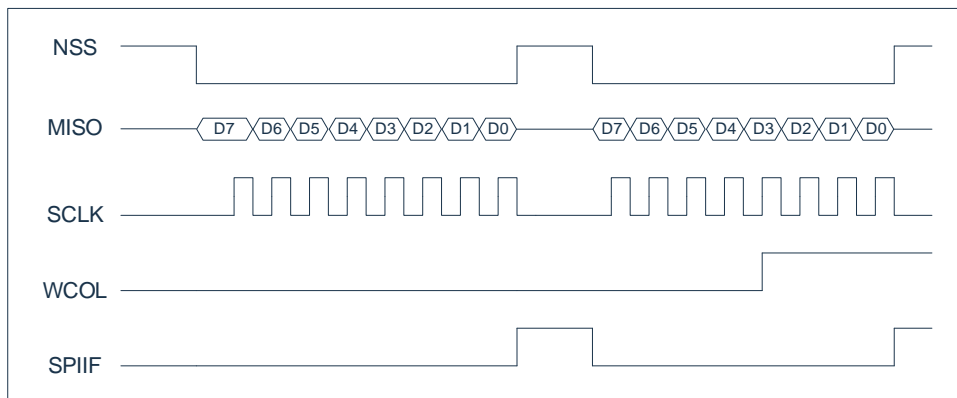 NSS
MISO D7 D6 D5 D4 D3 D2 D1 D0 D7 D6 D5 D4 D3 D2 D1 D0
SCLK
WCOL
SPIIF